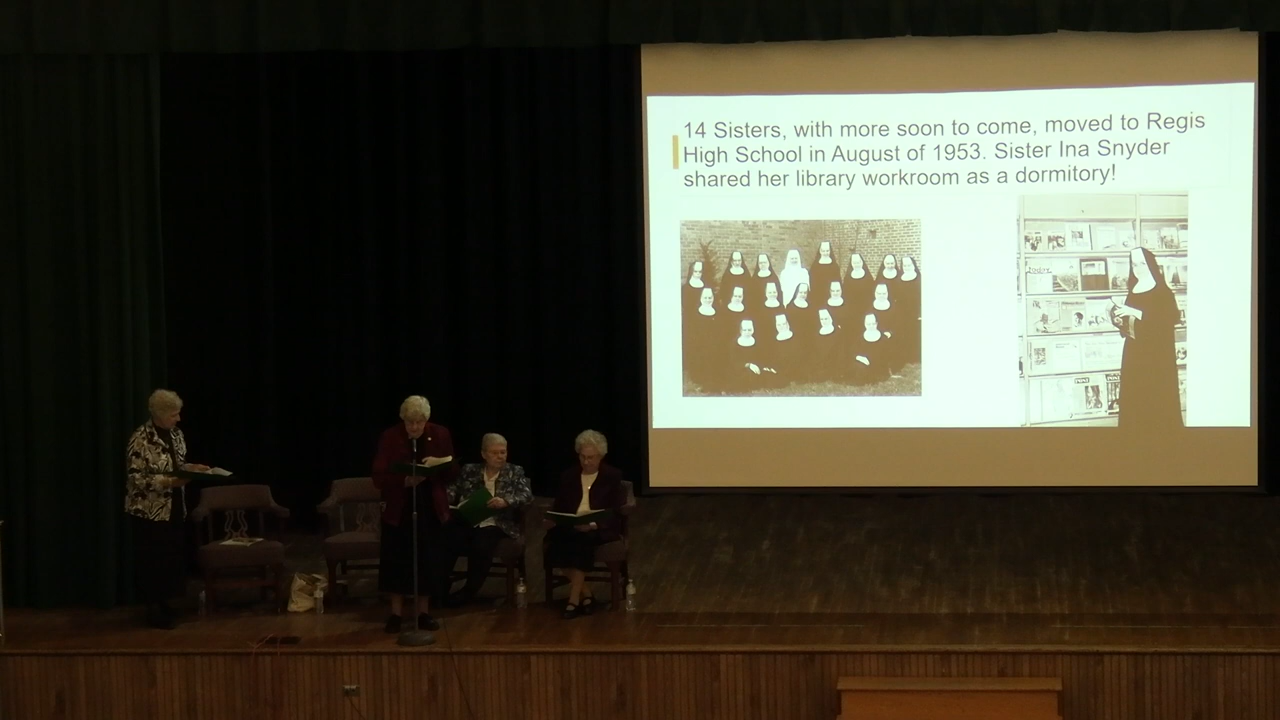 14 Sisters, with more soon to come, moved to Regis
High School in August of 1953. Sister Ina Snyder
shared her library workroom as a dormitory!